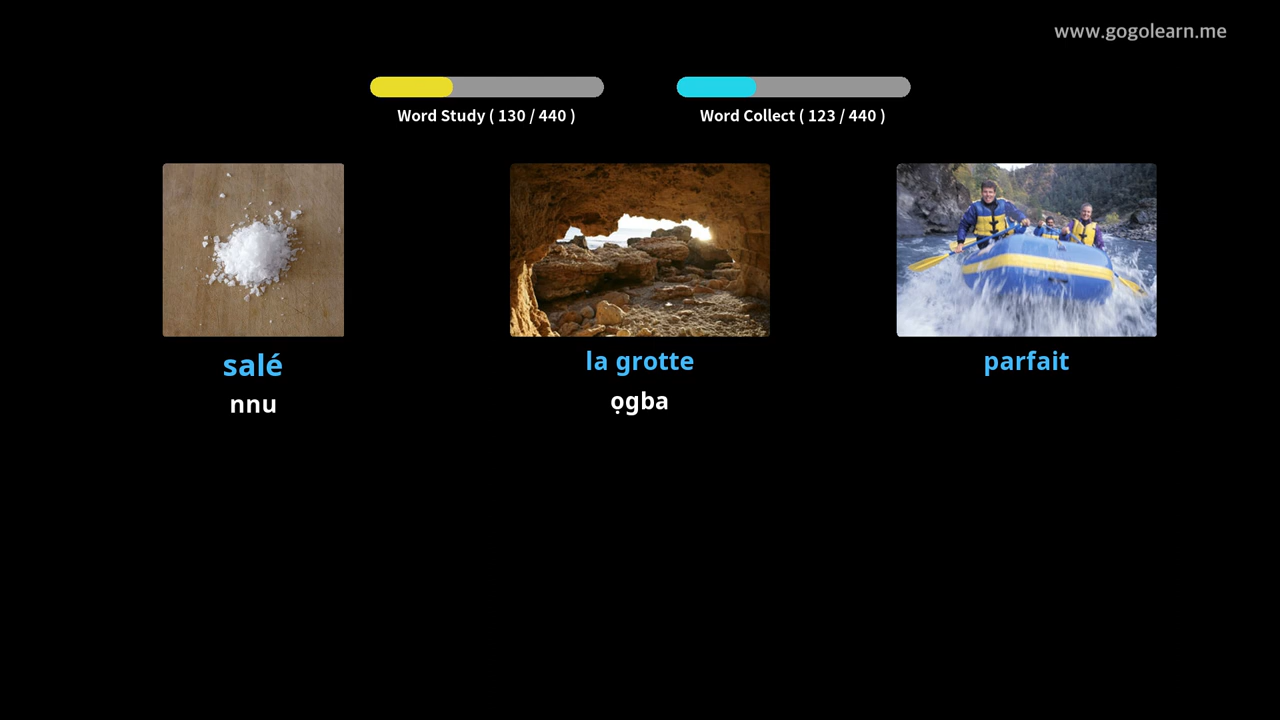 www.gogolearn.me
Word Study ( 130 / 440 )
Word Collect ( 123 / 440 )
salé
la grotte
parfait
nnu
ọgba